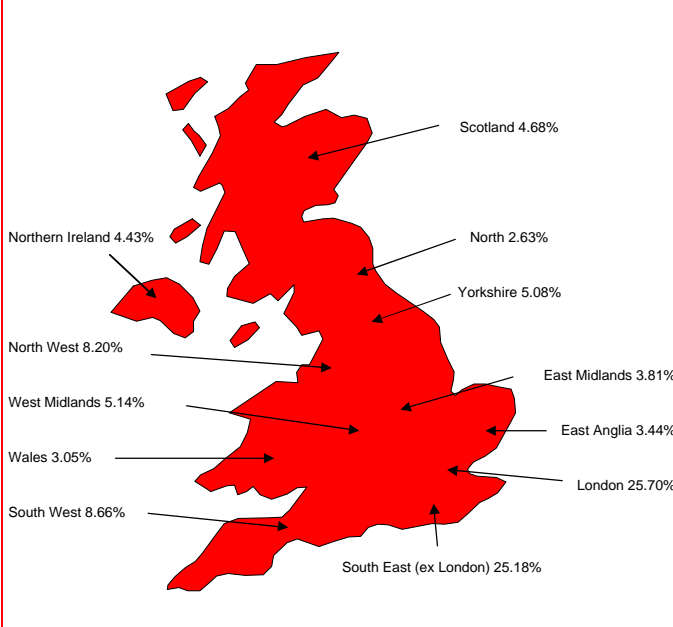 Scotland 4.68%
Northern Ireland 4.43%
North 2.63%
Yorkshire 5.08%
North West 8.20%
East Midlands 3.81%
West Midlands 5.14%
East Anglia 3.44%
Wales 3.05%
London 25.70%
South West 8.66%
South East (ex London) 25.18%